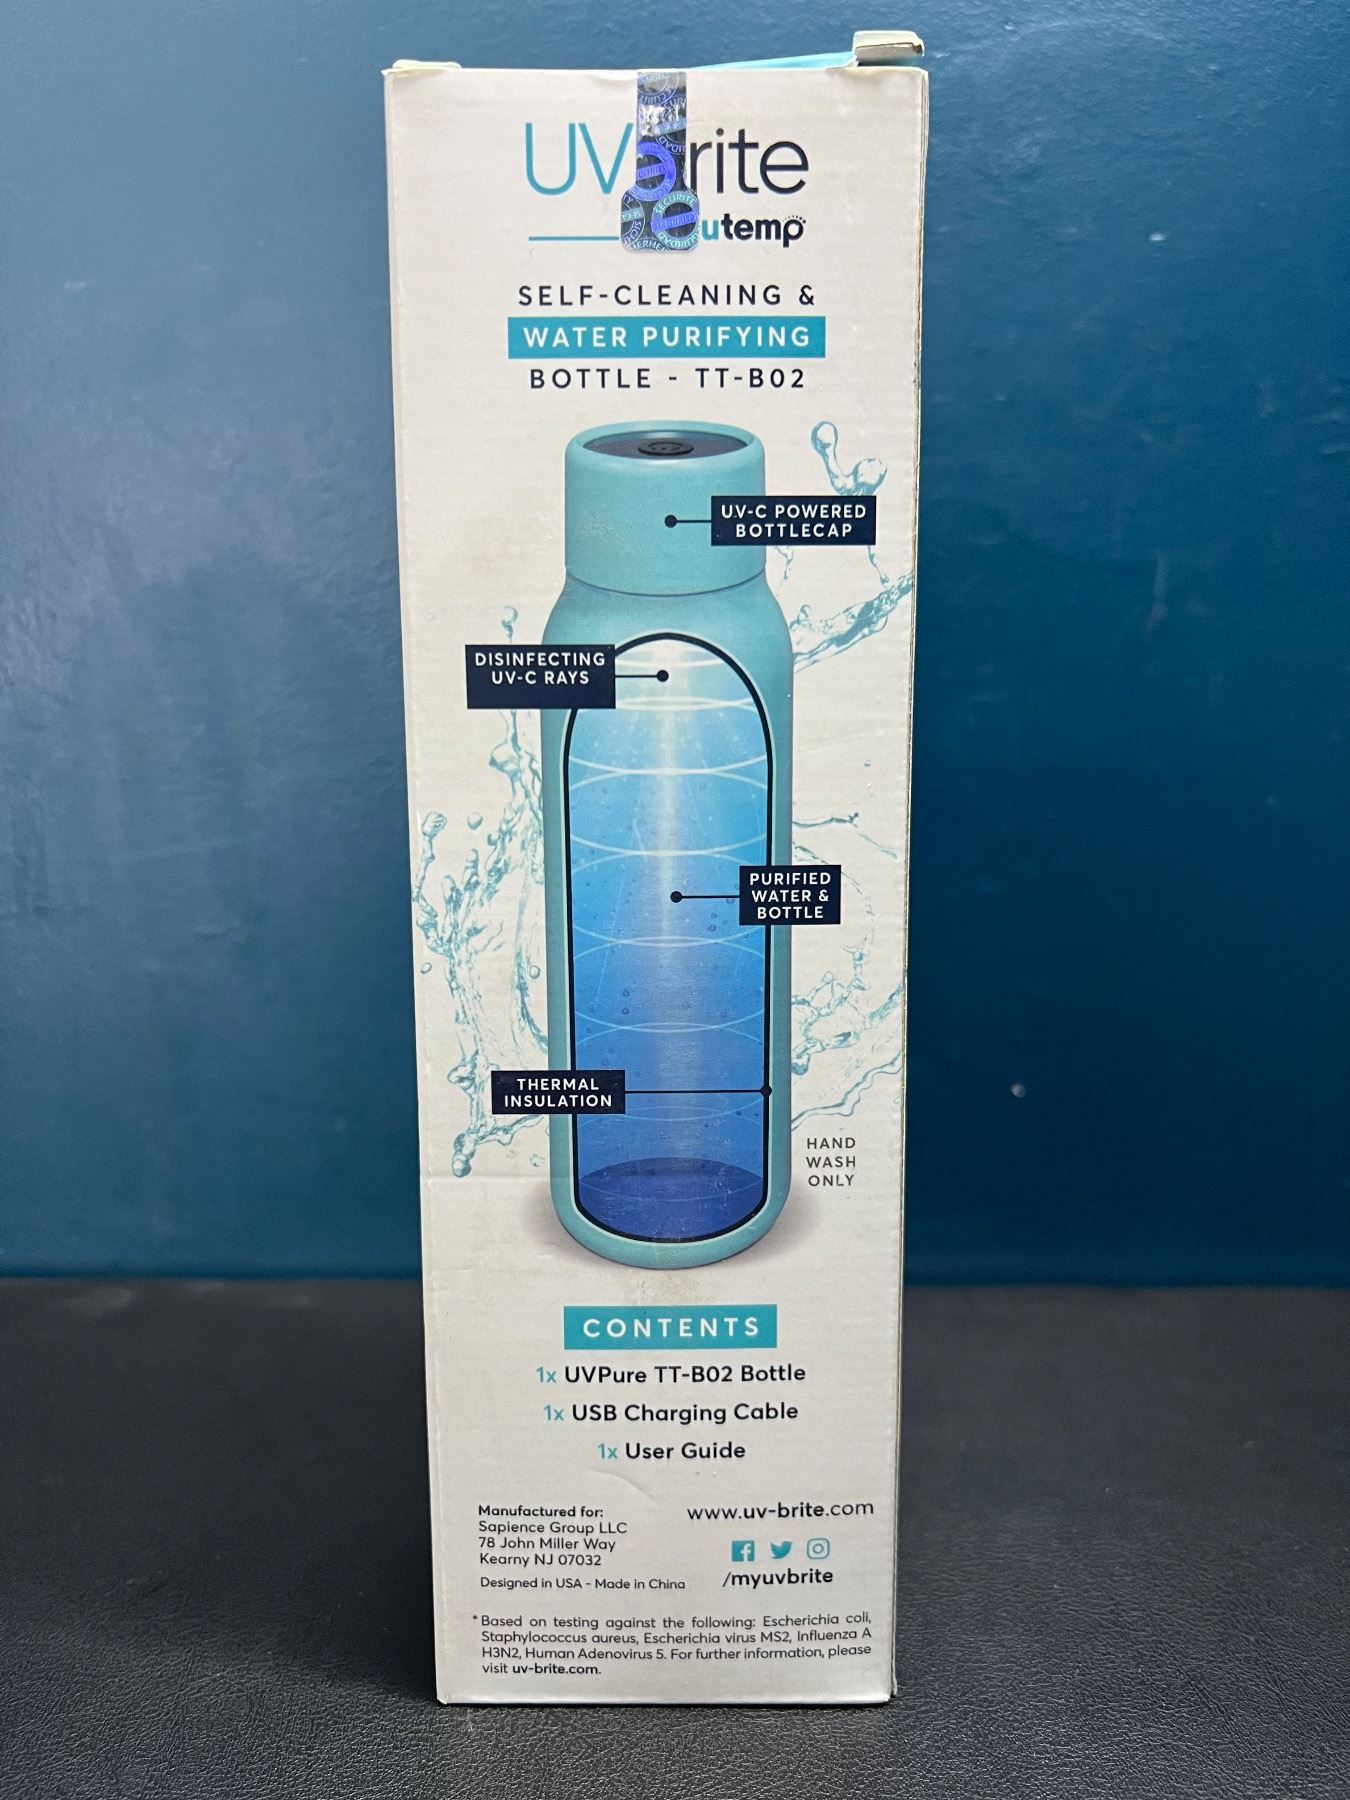 UV rite
utemp
SELF-CLEANING &
WATER PURIFYING
BOTTLE - TT-B02
UV-C POWERED
BOTTLECAP
DISINFECTING
UV-C RAYS
PURIFIED
WATER &
BOTTLE
THERMAL
INSULATION
HAND
WASH
ONLY
CONTENTS
1x UVPure TT-B02 Bottle
1x USB Charging Cable
1x User Guide
Manufactured for:
Sapience Group LLC
78 John Miller Way
Kearny NJ 07032
Designed in USA - Made in China
www.uv-brite.com
/myuvbrite
*Based on testing against the following: Escherichia coli,
Staphylococcus aureus, Escherichia virus MS2, Influenza A
H3N2, Human Adenovirus 5. For further information, please
visit uv-brite.com.